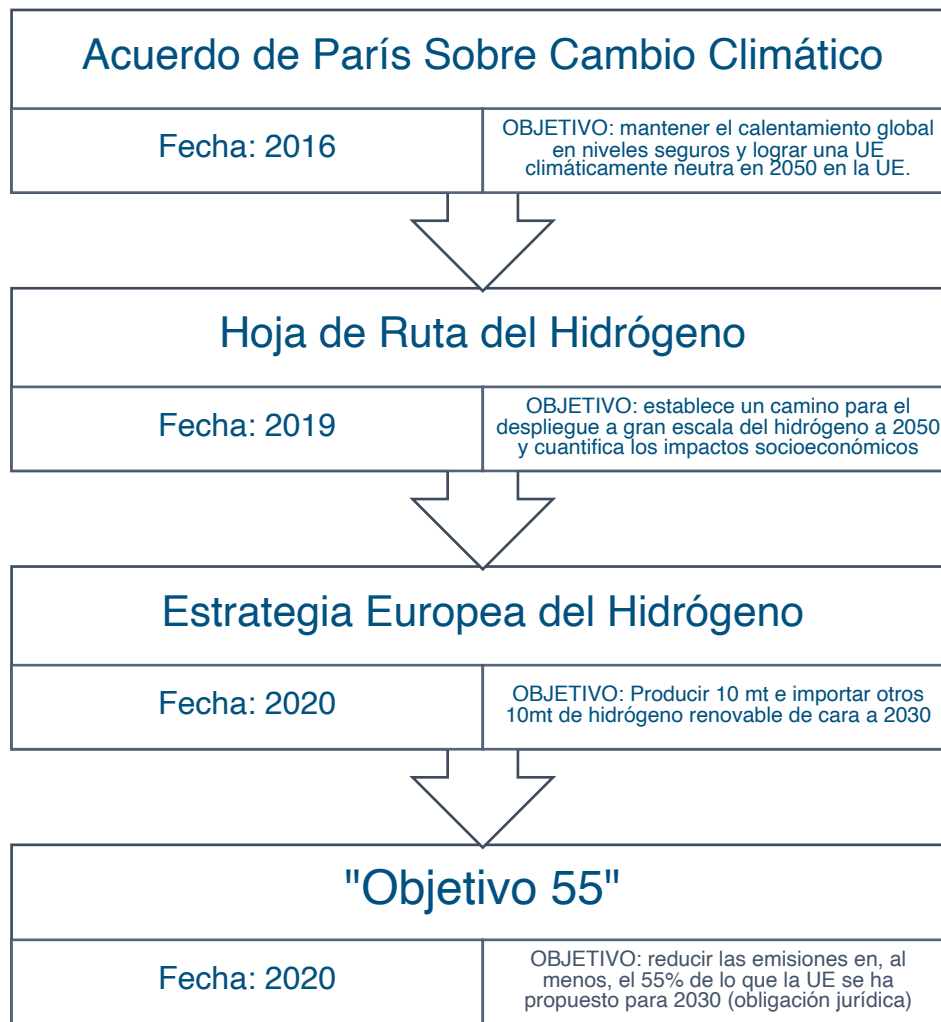 Acuerdo de París Sobre Cambio Climático
Fecha: 2016
OBJETIVO: mantener el calentamiento global
en niveles seguros y lograr una UE
climáticamente neutra en 2050 en la UE.
Hoja de Ruta del Hidrógeno
Fecha: 2019
OBJETIVO: establece un camino para el
despliegue a gran escala del hidrógeno a 2050
y cuantifica los impactos socioeconómicos
Estrategia Europea del Hidrógeno
Fecha: 2020
OBJETIVO: Producir 10 mt e importar otros
10mt de hidrógeno renovable de cara a 2030
"Objetivo 55"
Fecha: 2020
OBJETIVO: reducir las emisiones en, al
menos, el 55% de lo que la UE se ha
propuesto para 2030 (obligación jurídica)